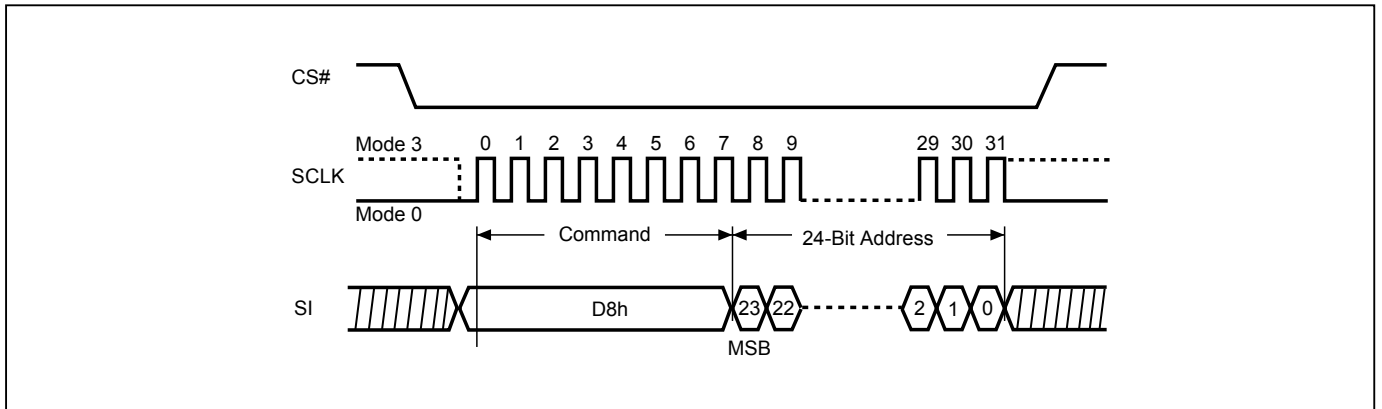 CS#
Mode 3
0 1 2 3 4 5 6 7 8 9 29 30 31
SCLK
Mode 0
Command
24-Bit Address
SI
D8h
23 22 2 1 0
MSB